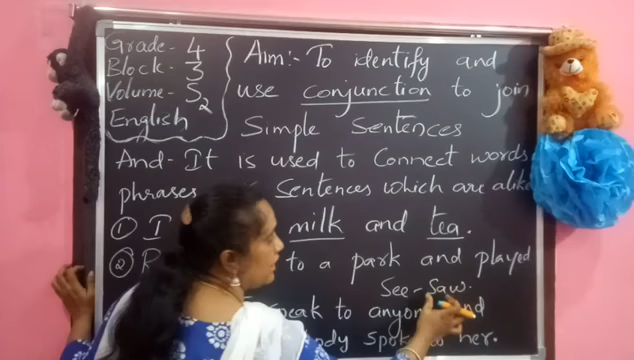 Grade - 4
Block - 3
Volume - S2
English
Aim:- To identify and
use conjunction to join
Simple Sentences
And - It is used to Connect words
phrases Sentences which are alike
① I milk and tea.
② R to a park and played
See - Saw.
speak to anyone and
spoke to her.